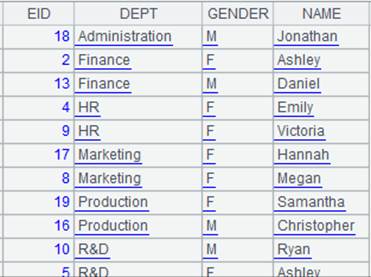 EID DEPT GENDER NAME
18 Administration M Jonathan
2 Finance F Ashley
13 Finance M Daniel
4 HR F Emily
9 HR F Victoria
17 Marketing F Hannah
8 Marketing F Megan
19 Production F Samantha
16 Production M Christopher
10 R&D M Ryan
5 R&D F Ashley